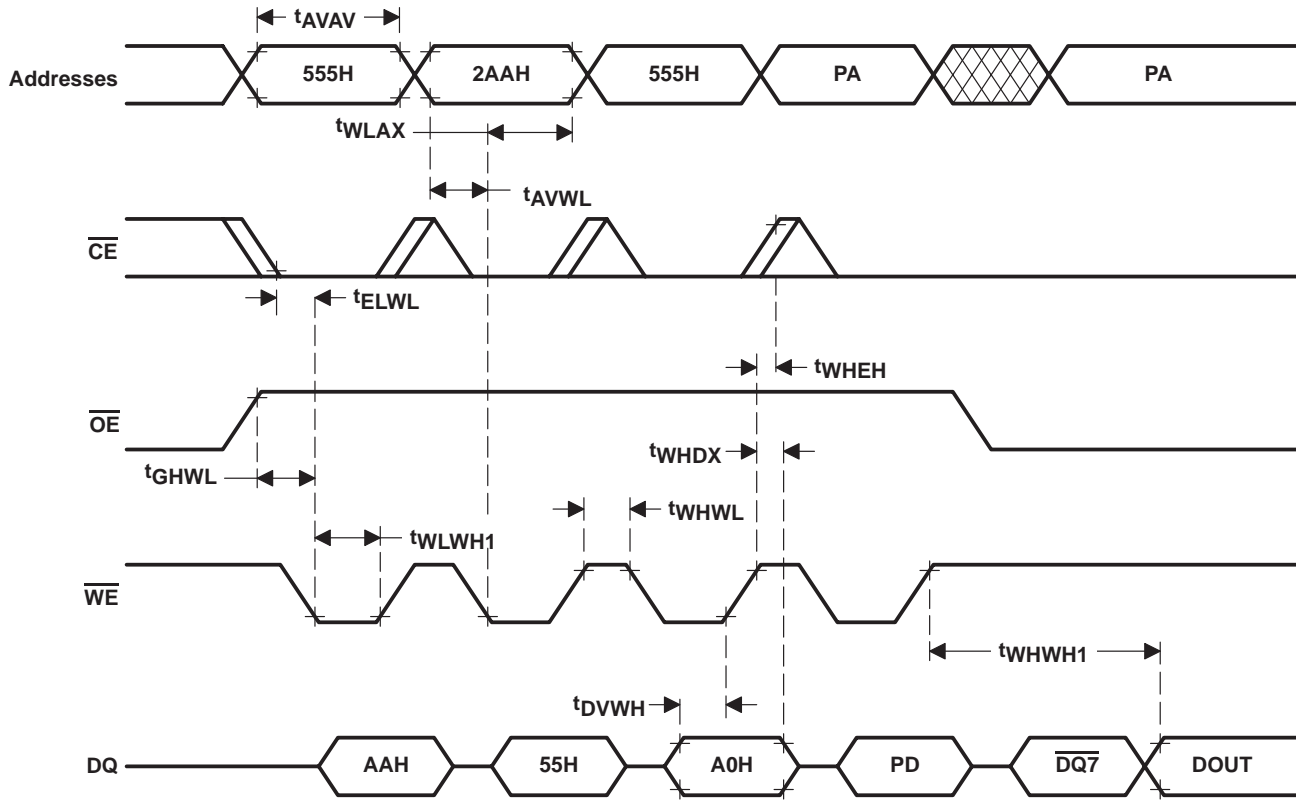 tAVAV
Addresses 555H 2AAH 555H PA PA
tWLAX
tAVWL
CE
tELWL
tWHEH
OE
tWHDX
tGHWL
tWHWL
tWLWH1
WE
tWHWH1
tDVWH
DQ AAH 55H A0H PD DQ7 DOUT